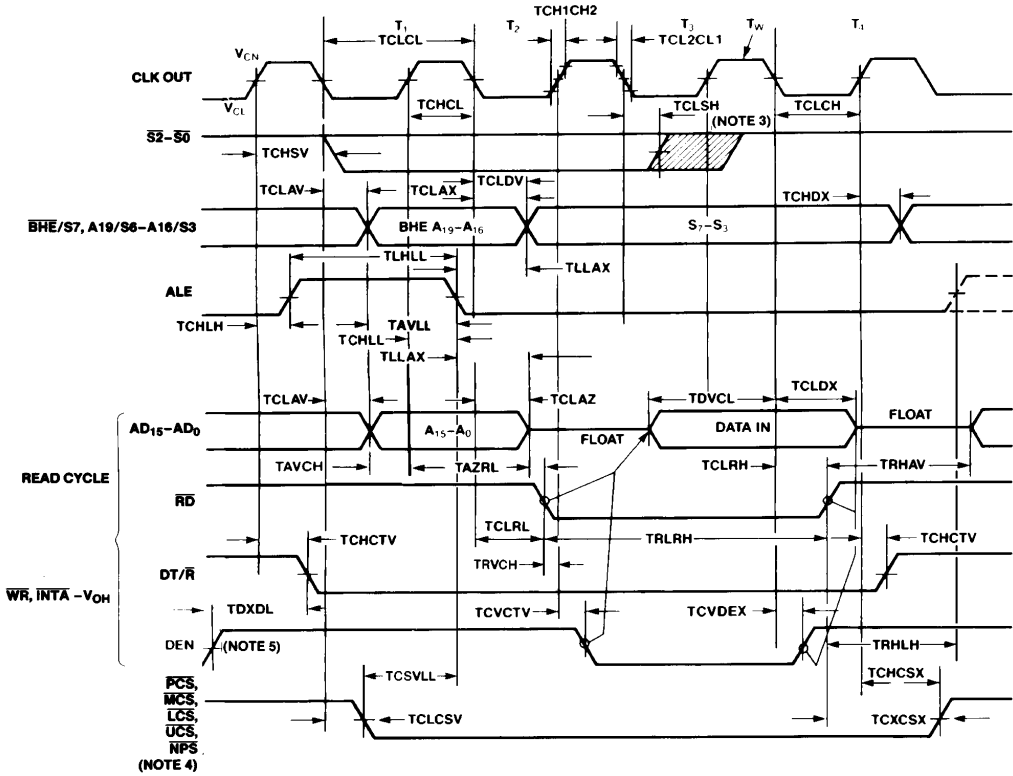 TCH1CH2
T1 T2 T3 TW T4
TCLCL TCL2CL1
VCN
CLK OUT
VCL
TCHCL TCLSH TCLCH
(NOTE 3)
S2-S0
TCHSV
TCLAV TCLAX TCLDV TCHDX
BHE/S7, A19/S6-A16/S3 BHE A19-A16 S7-S3
TLHLL TLLAX
ALE
TCHLH TAVLL
TCHLL
TLLAX
TCLAV TCLAZ TDVCL TCLDX
AD15-AD0 A15-A0 FLOAT DATA IN FLOAT
TAVCH TAZRL TCLRH TRHAV
READ CYCLE
RD
TCLRL
TCHCTV TRLRH TCHCTV
TRVCH
DT/R
WR, INTA -VOH
TDXDL TCVCTV TCVDEX
DEN (NOTE 5) TRHLH
TCSVLL TCHCSX
PCS,
MCS,
LCS, TCLCSV TCXCSX
UCS,
NPS
(NOTE 4)